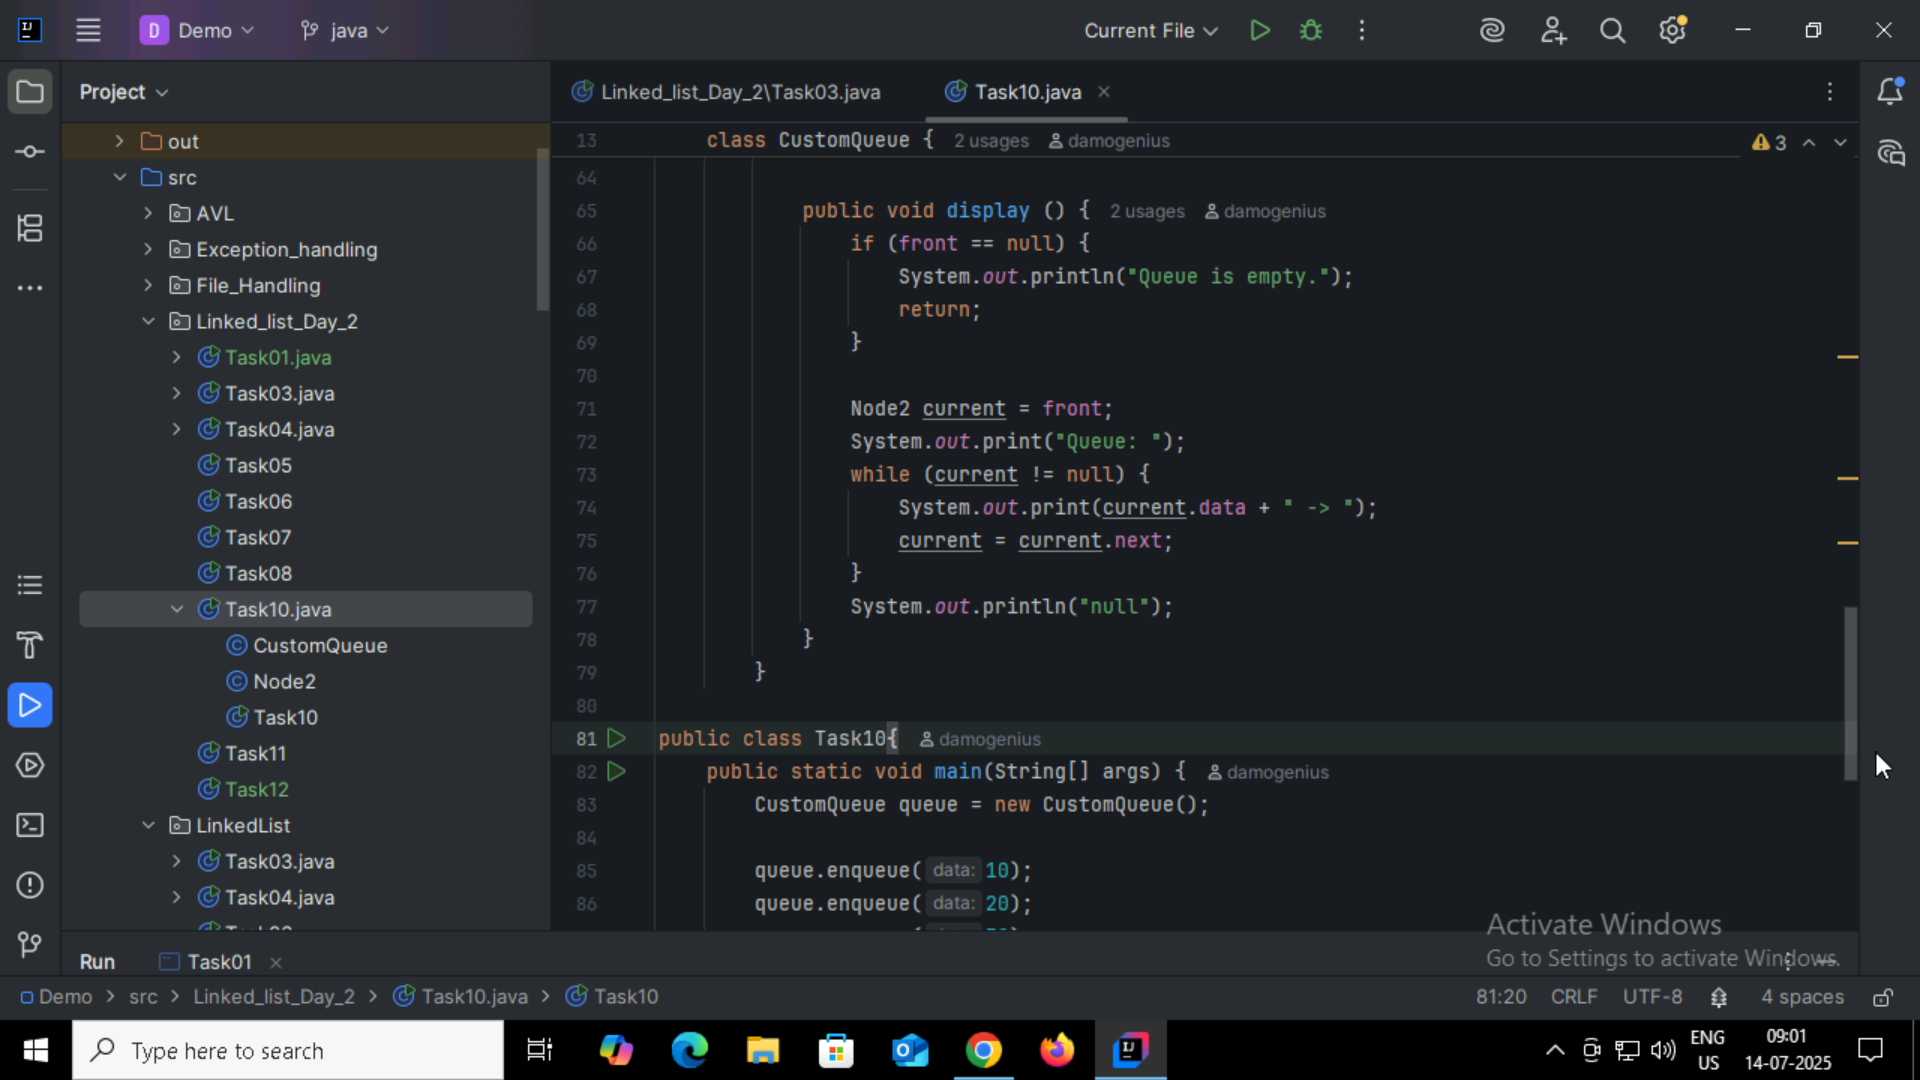 D Demo java Current File
Project
Linked_list_Day_2\Task03.java Task10.java
out
src
AVL
Exception_handling
File_Handling
Linked_list_Day_2
Task01.java
Task03.java
Task04.java
Task05
Task06
Task07
Task08
Task10.java
CustomQueue
Node2
Task10
Task11
Task12
LinkedList
Task03.java
Task04.java
13 class CustomQueue { 2 usages damogenius 3
64
65 public void display () { 2 usages damogenius
66 if (front == null) {
67 System.out.println("Queue is empty.");
68 return;
69 }
70
71 Node2 current = front;
72 System.out.print("Queue: ");
73 while (current != null) {
74 System.out.print(current.data + " -> ");
75 current = current.next;
76 }
77 System.out.println("null");
78 }
79 }
80
81 public class Task10{ damogenius
82 public static void main(String[] args) { damogenius
83 CustomQueue queue = new CustomQueue();
84
85 queue.enqueue( data: 10);
86 queue.enqueue( data: 20);
Activate Windows
Go to Settings to activate Windows.
Run Task01
Demo > src > Linked_list_Day_2 > Task10.java > Task10 81:20 CRLF UTF-8 4 spaces
Type here to search
ENG
US
09:01
14-07-2025